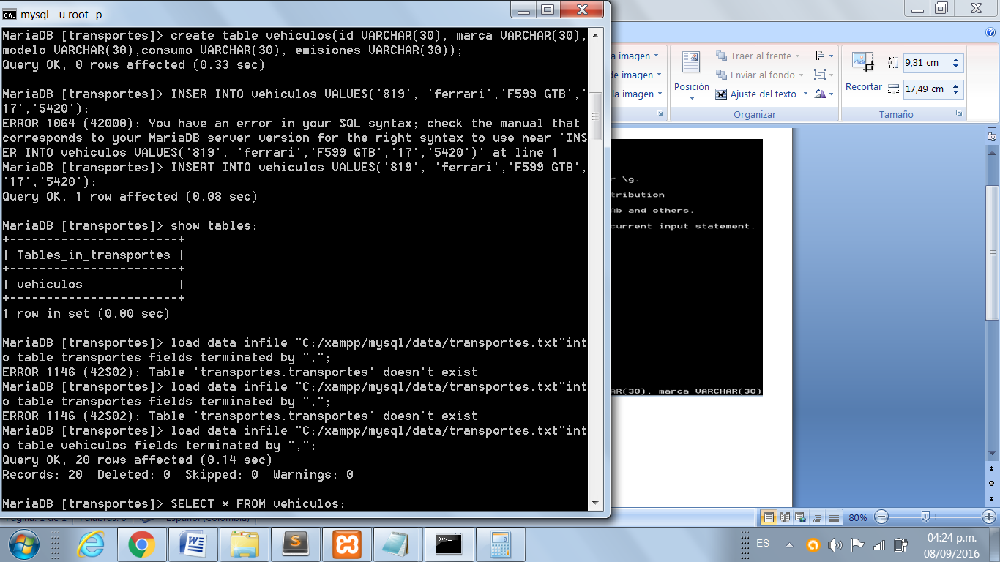 mysql  -u root -p
MariaDB [transportes]> create table vehiculos(id VARCHAR(30), marca VARCHAR(30),
modelo VARCHAR(30),consumo VARCHAR(30), emisiones VARCHAR(30));
Query OK, 0 rows affected (0.33 sec)
MariaDB [transportes]> INSER INTO vehiculos VALUES('819', 'ferrari','F599 GTB','
17','5420');
ERROR 1064 (42000): You have an error in your SQL syntax; check the manual that
corresponds to your MariaDB server version for the right syntax to use near 'INS
ER INTO vehiculos VALUES('819', 'ferrari','F599 GTB','17','5420')' at line 1
MariaDB [transportes]> INSERT INTO vehiculos VALUES('819', 'ferrari','F599 GTB',
'17','5420');
Query OK, 1 row affected (0.08 sec)
MariaDB [transportes]> show tables;
+-----------------------+
| Tables_in_transportes |
+-----------------------+
| vehiculos             |
+-----------------------+
1 row in set (0.00 sec)
MariaDB [transportes]> load data infile "C:/xampp/mysql/data/transportes.txt"int
o table transportes fields terminated by ",";
ERROR 1146 (42S02): Table 'transportes.transportes' doesn't exist
MariaDB [transportes]> load data infile "C:/xampp/mysql/data/transportes.txt"int
o table transportes fields terminated by ",";
ERROR 1146 (42S02): Table 'transportes.transportes' doesn't exist
MariaDB [transportes]> load data infile "C:/xampp/mysql/data/transportes.txt"int
o table vehiculos fields terminated by ",";
Query OK, 20 rows affected (0.14 sec)
Records: 20  Deleted: 0  Skipped: 0  Warnings: 0
MariaDB [transportes]> SELECT * FROM vehiculos;
a imagen
de imagen
la imagen
Posición
Traer al frente
Enviar al fondo
Ajuste del texto
Organizar
Recortar
9,31 cm
17,49 cm
Tamaño
r \g.
tribution
Ab and others.
current input statement.
AR(30), marca VARCHAR(30)
80%
ES
04:24 p.m.
08/09/2016